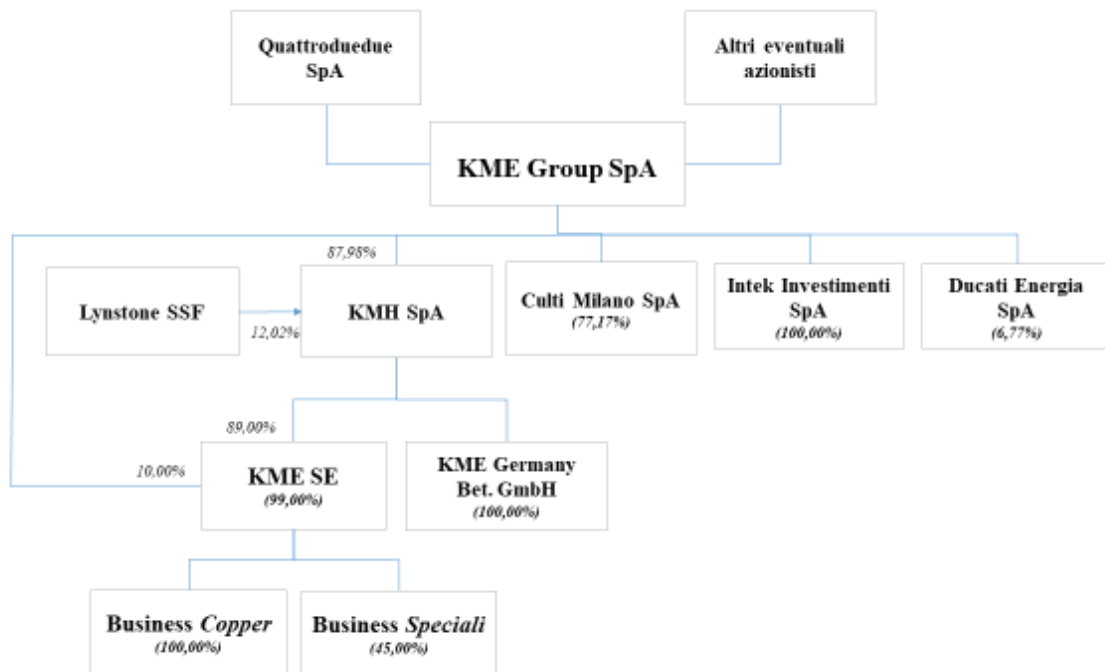 Quattroduedue
SpA
Altri eventuali
azionisti
KME Group SpA
87,98%
Lynstone SSF
12,02%
KMH SpA
Culti Milano SpA
(77,17%)
Intek Investimenti
SpA
(100,00%)
Ducati Energia
SpA
(6,77%)
89,00%
10,00%
KME SE
(99,00%)
KME Germany
Bet. GmbH
(100,00%)
Business Copper
(100,00%)
Business Speciali
(45,00%)